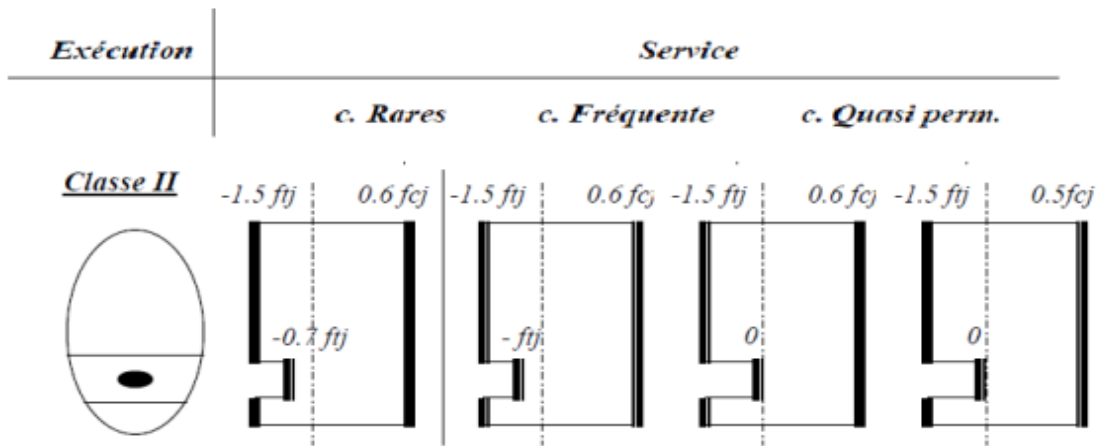 Exécution Service
c. Rares c. Fréquente c. Quasi perm.
Classe II
-1.5 ftj 0.6 fcj -1.5 ftj 0.6 fcj -1.5 ftj 0.6 fcj -1.5 ftj 0.5fcj
-0.7 ftj - ftj 0 0